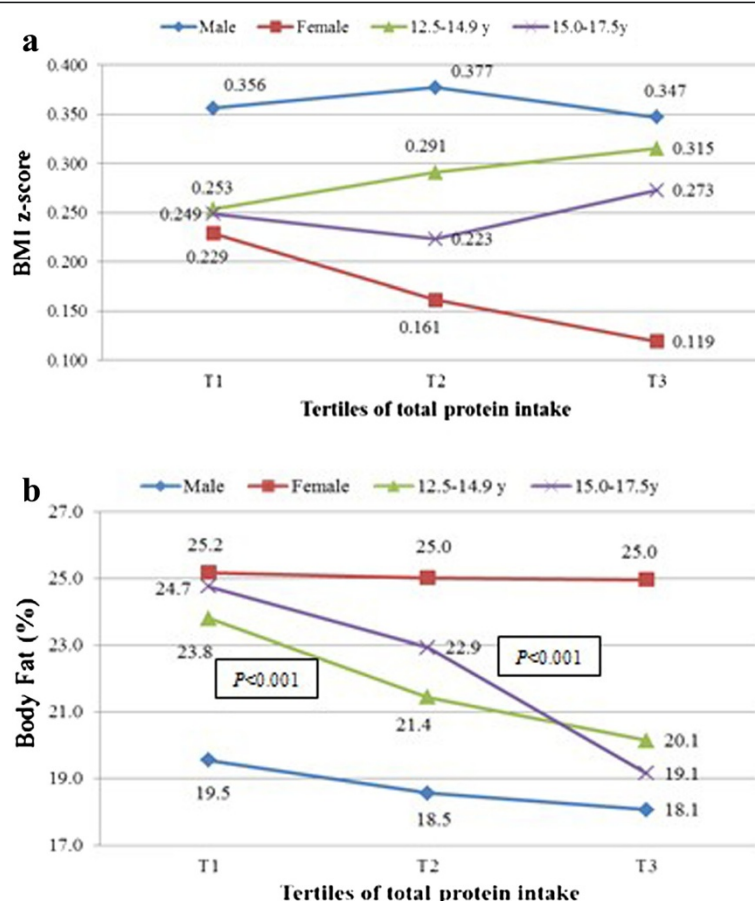 a
Male Female 12.5-14.9 y 15.0-17.5y
0.400
0.350
0.300
0.250
0.200
0.150
0.100
BMI z-score
0.356 0.377 0.347
0.291 0.315
0.253
0.249 0.223 0.273
0.229 0.161 0.119
T1 T2 T3
Tertiles of total protein intake
b
Male Female 12.5-14.9 y 15.0-17.5y
27.0
25.0
23.0
21.0
19.0
17.0
Body Fat (%)
25.2 25.0 25.0
24.7 22.9 19.1
23.8 21.4 20.1
P<0.001
P<0.001
19.5 18.5 18.1
T1 T2 T3
Tertiles of total protein intake